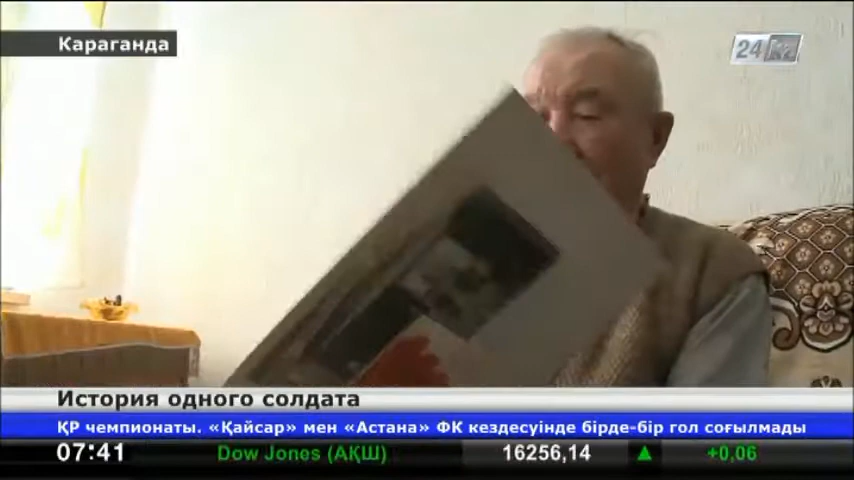 Караганда
24kz
История одного солдата
ҚР чемпионаты. «Қайсар» мен «Астана» ФК кездесуінде бірде-бір гол соғылмады
07:41 Dow Jones (АҚШ) 16256,14 ▲ +0,06